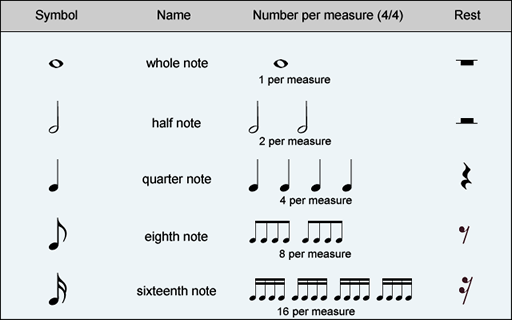 Symbol Name Number per measure (4/4) Rest
whole note
1 per measure
half note
2 per measure
quarter note
4 per measure
eighth note
8 per measure
sixteenth note
16 per measure